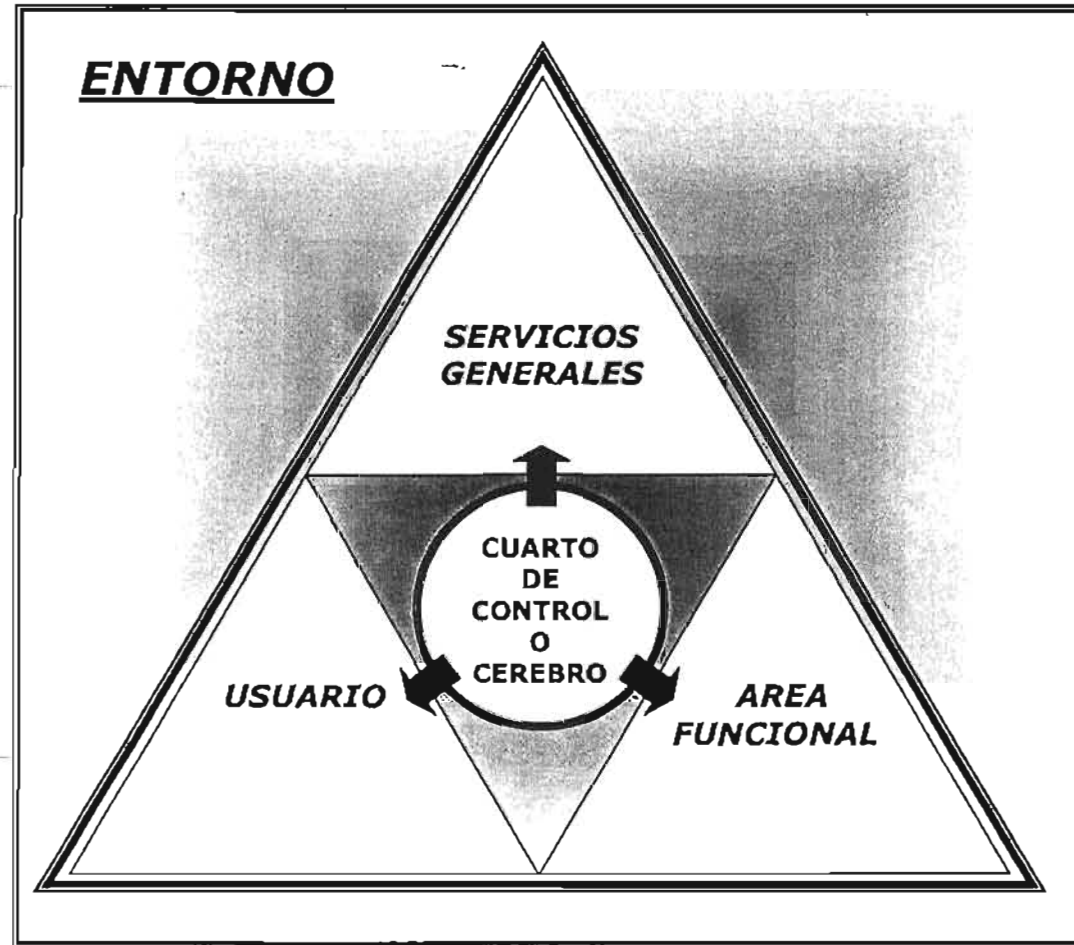 ENTORNO
SERVICIOS
GENERALES
CUARTO
DE
CONTROL
O
CEREBRO
USUARIO
AREA
FUNCIONAL